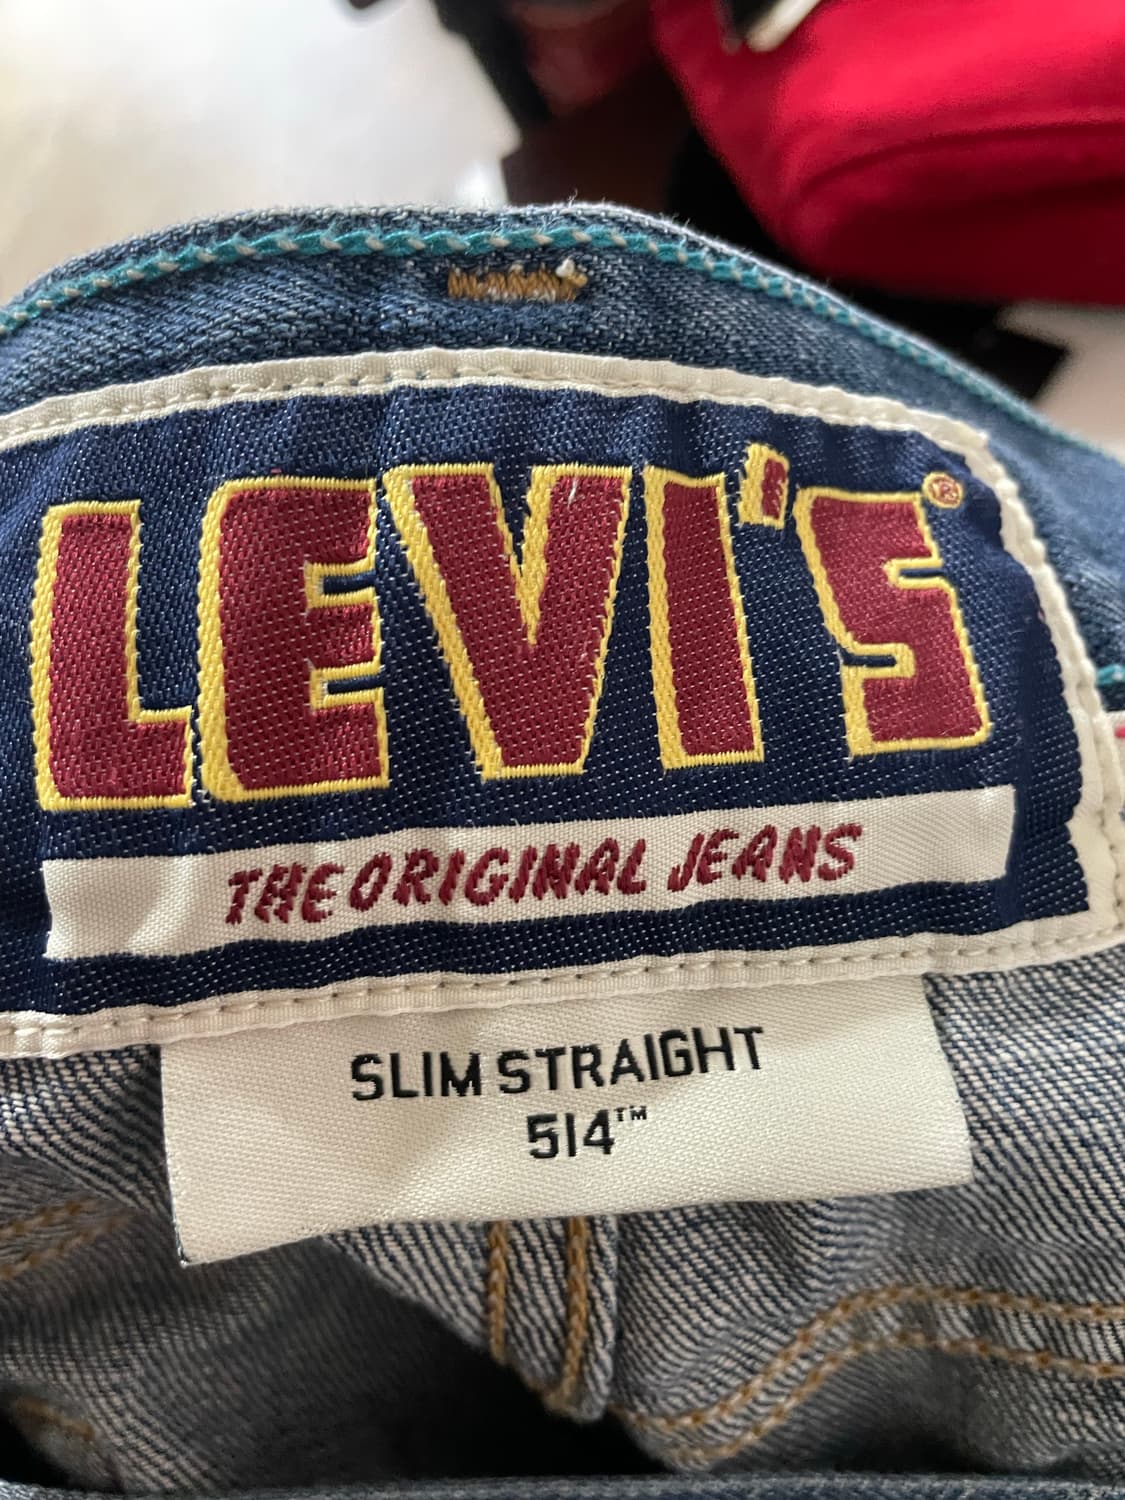 LEVI'S®
THE ORIGINAL JEANS
SLIM STRAIGHT
514™